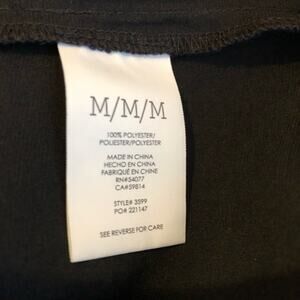 M/M/M
100% POLYESTER/
POLIESTER/POLYESTER
MADE IN CHINA
HECHO EN CHINA
FABRIQUÉ EN CHINE
RN#54077
CA#59814
STYLE# 3599
PO# 221147
SEE REVERSE FOR CARE